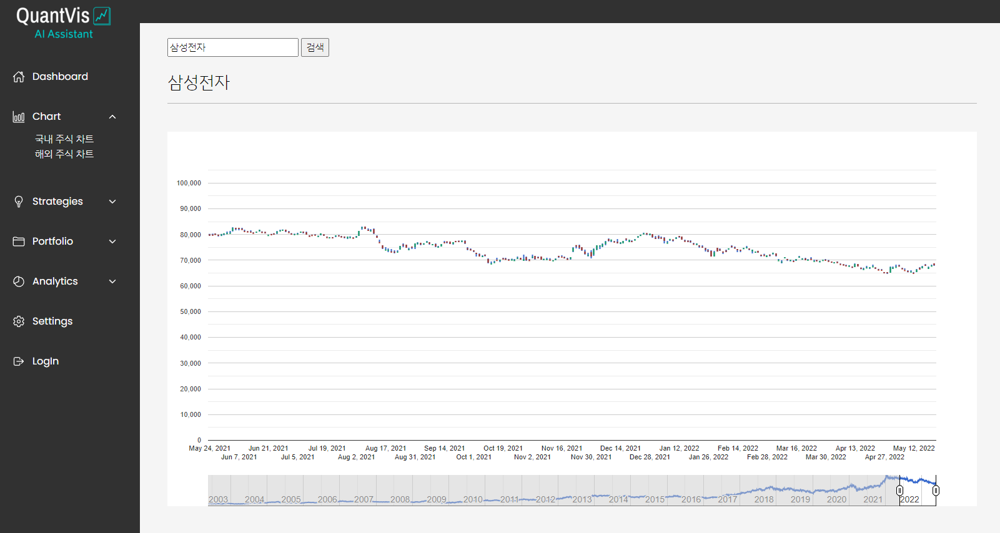 QuantVis
AI Assistant
Dashboard
Chart
국내 주식 차트
해외 주식 차트
Strategies
Portfolio
Analytics
Settings
LogIn
삼성전자 검색
삼성전자
100,000
90,000
80,000
70,000
60,000
50,000
40,000
30,000
20,000
10,000
0
May 24, 2021 Jun 21, 2021 Jul 19, 2021 Aug 17, 2021 Sep 14, 2021 Oct 19, 2021 Nov 16, 2021 Dec 14, 2021 Jan 12, 2022 Feb 14, 2022 Mar 16, 2022 Apr 13, 2022 May 12, 2022
Jun 7, 2021 Jul 5, 2021 Aug 2, 2021 Aug 31, 2021 Oct 1, 2021 Nov 2, 2021 Nov 30, 2021 Dec 28, 2021 Jan 26, 2022 Feb 28, 2022 Mar 30, 2022 Apr 27, 2022
2003 2004 2005 2006 2007 2008 2009 2010 2011 2012 2013 2014 2015 2016 2017 2018 2019 2020 2021 2022